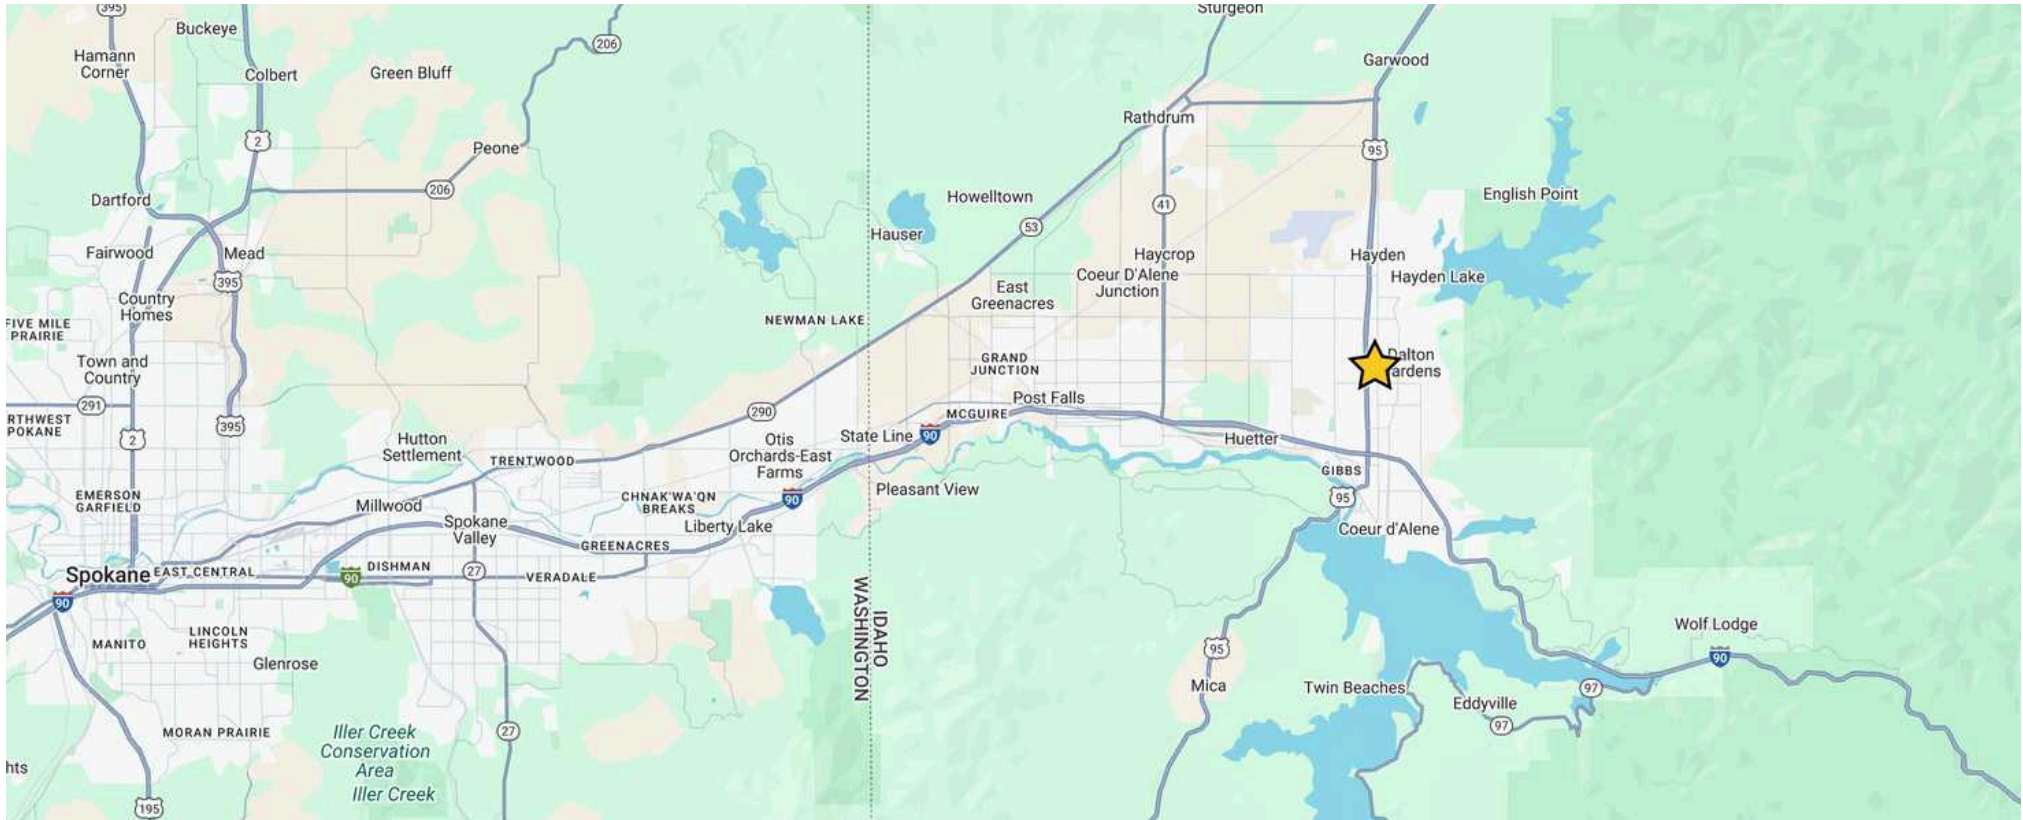 395
Sturgeon
Buckeye
206
Hamann
Corner
Colbert
Green Bluff
Garwood
Rathdrum
2
Peone
95
206
Dartford
Howelltown
41
English Point
53
Hauser
Fairwood
Mead
Haycrop
Hayden
395
Coeur D'Alene
Junction
Hayden Lake
Country
Homes
East
Greenacres
FIVE MILE
PRAIRIE
NEWMAN LAKE
Town and
Country
GRAND
JUNCTION
Dalton
ardens
291
RTHWEST
POKANE
2
395
290
Post Falls
MCGUIRE
State Line
90
Hutton
Settlement
Otis
Orchards-East
Farms
Huetter
TRENTWOOD
GIBBS
EMERSON
GARFIELD
Millwood
CHNAK'WA'QN
BREAKS
90
Pleasant View
95
Spokane
Valley
Liberty Lake
Coeur d'Alene
GREENACRES
Spokane
EAST CENTRAL
90
DISHMAN
27
VERADALE
90
IDAHO
WASHINGTON
MANITO
LINCOLN
HEIGHTS
Glenrose
Wolf Lodge
95
90
Mica
Twin Beaches
97
Eddyville
97
MORAN PRAIRIE
Iller Creek
Conservation
Area
Iller Creek
27
hts
195